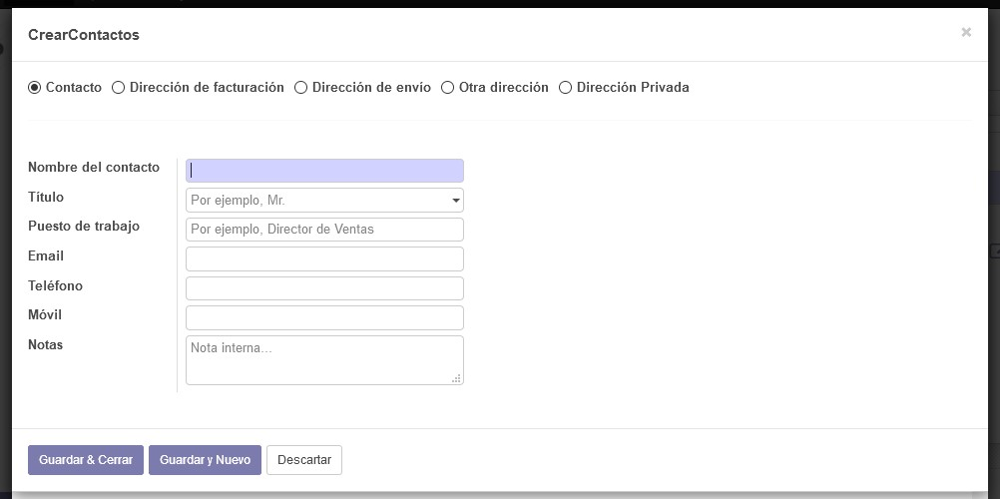 CrearContactos
×
Contacto Dirección de facturación Dirección de envío Otra dirección Dirección Privada
Nombre del contacto
Título Por ejemplo, Mr.
Puesto de trabajo Por ejemplo, Director de Ventas
Email
Teléfono
Móvil
Notas Nota interna...
Guardar & Cerrar Guardar y Nuevo Descartar